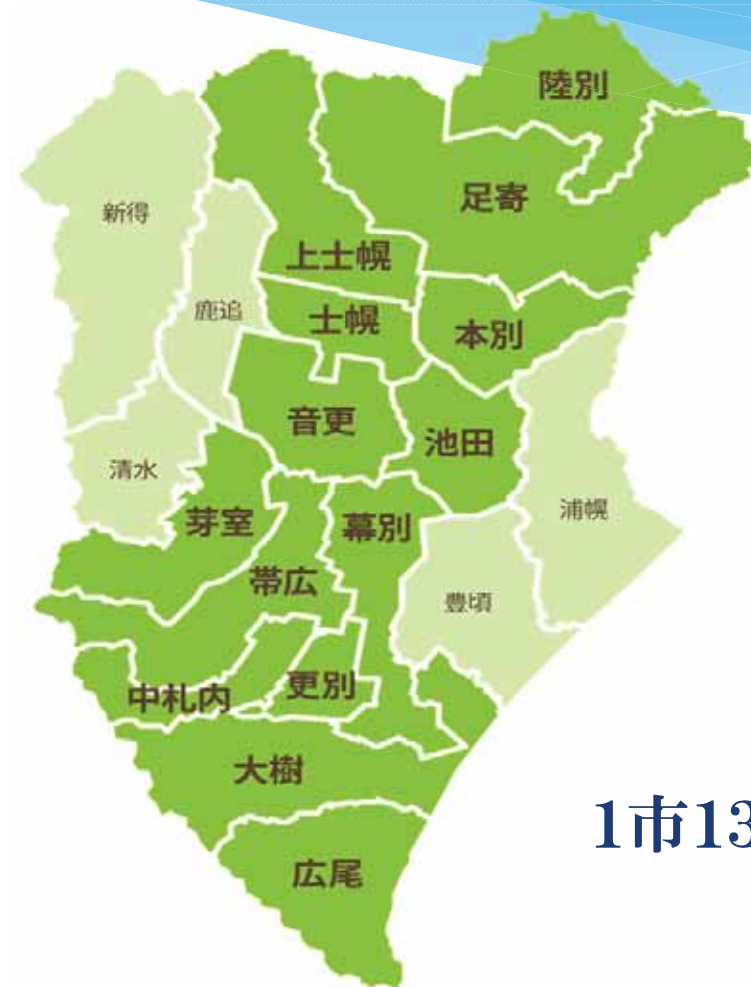 陸別
足寄
新得
上士幌
鹿追
士幌
本別
音更
池田
清水
浦幌
芽室
幕別
帯広
豊頃
更別
中札内
大樹
1市13
広尾